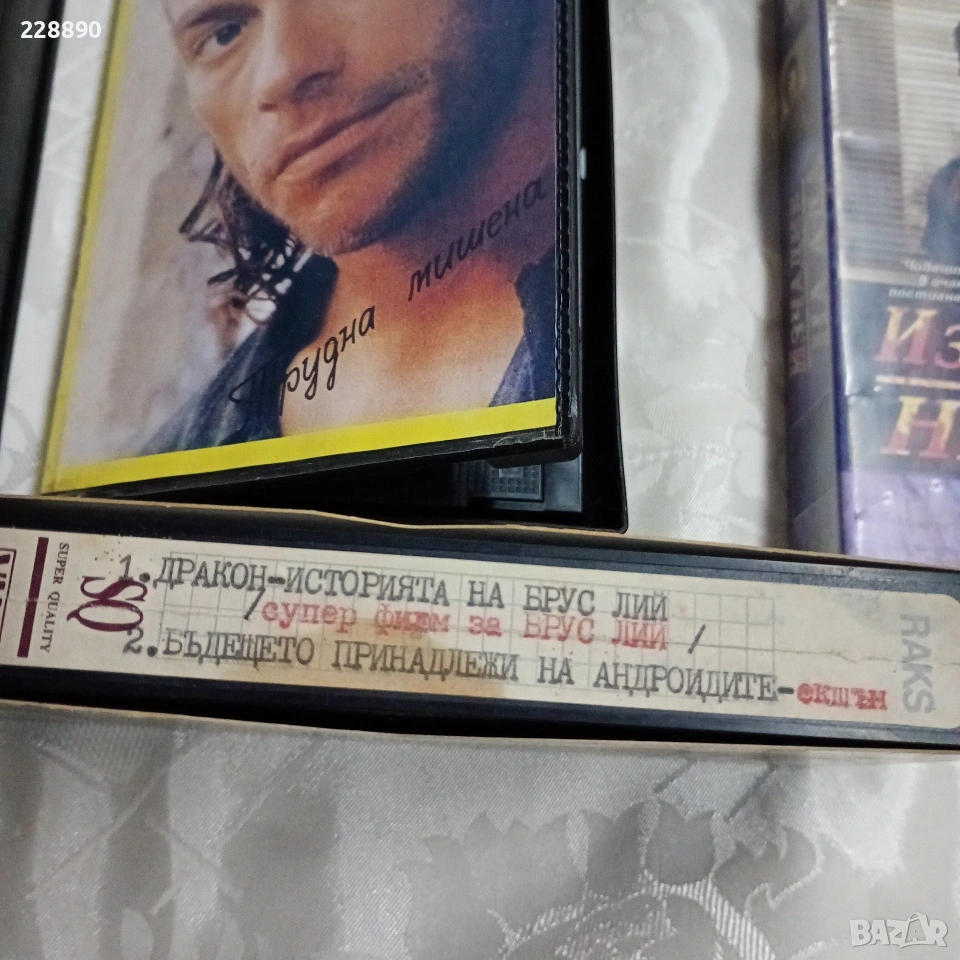 228890
Трудна мишена
Из
SUPER QUALITY
SQ
1. ДРАКОН-ИСТОРИЯТА НА БРУС ЛИЙ
/супер филм за БРУС ЛИЙ /
2. БЪДЕЩЕТО ПРИНАДЛЕЖИ НА АНДРОИДИТЕ-екшън
RAKS
BAZAR